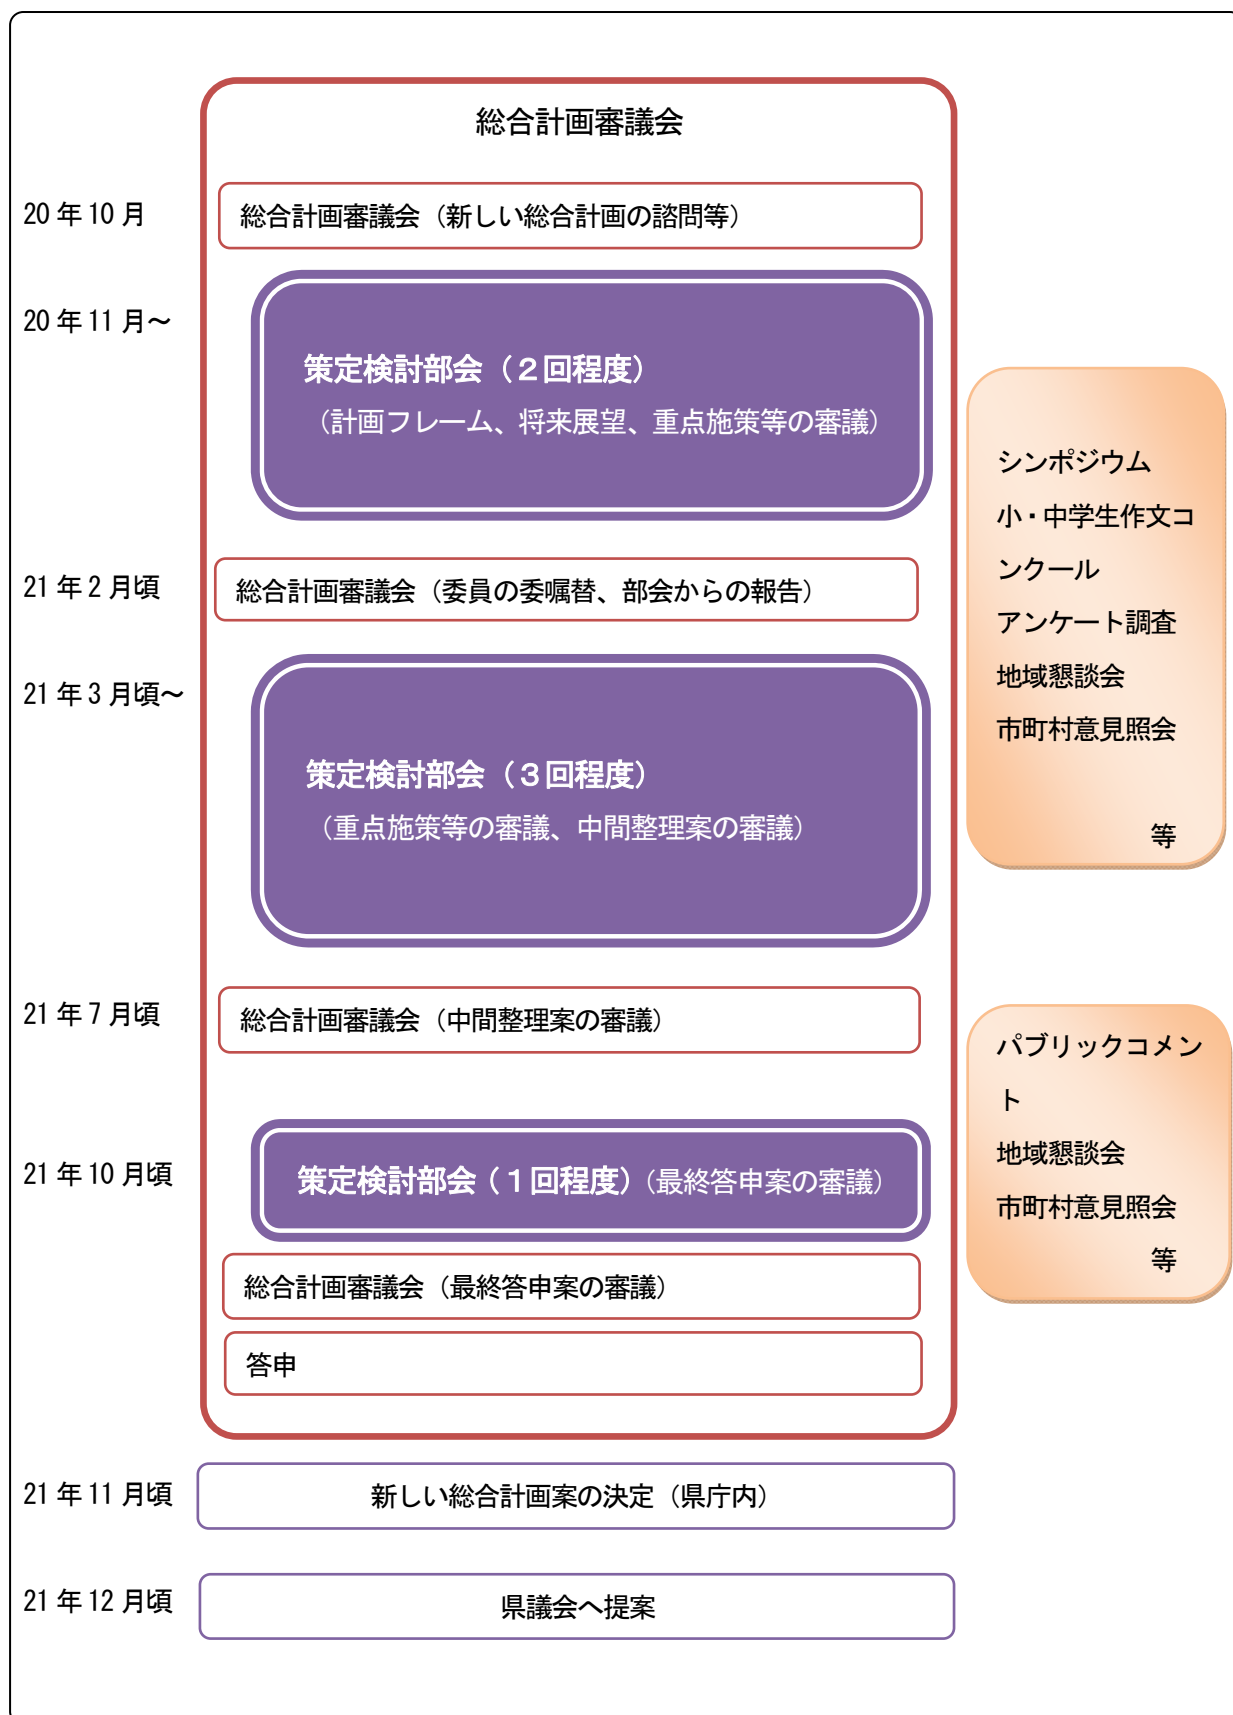 総合計画審議会
20年10月
総合計画審議会（新しい総合計画の諮問等）
20年11月～
策定検討部会（２回程度）
（計画フレーム、将来展望、重点施策等の審議）
21年2月頃
総合計画審議会（委員の委嘱替、部会からの報告）
21年3月頃～
策定検討部会（３回程度）
（重点施策等の審議、中間整理案の審議）
シンポジウム
小・中学生作文コ
ンクール
アンケート調査
地域懇談会
市町村意見照会
等
21年7月頃
総合計画審議会（中間整理案の審議）
21年10月頃
策定検討部会（１回程度）（最終答申案の審議）
総合計画審議会（最終答申案の審議）
答申
パブリックコメン
ト
地域懇談会
市町村意見照会
等
21年11月頃
新しい総合計画案の決定（県庁内）
21年12月頃
県議会へ提案